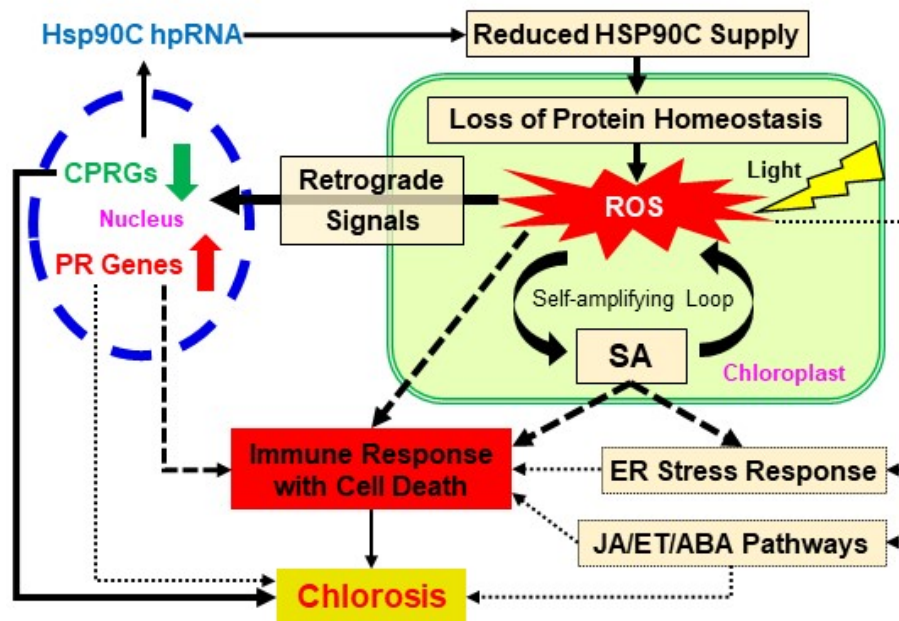 Hsp90C hpRNA
Reduced HSP90C Supply
Loss of Protein Homeostasis
Light
CPRGs
Retrograde
Signals
ROS
Nucleus
PR Genes
Self-amplifying Loop
SA
Chloroplast
Immune Response
with Cell Death
ER Stress Response
JA/ET/ABA Pathways
Chlorosis